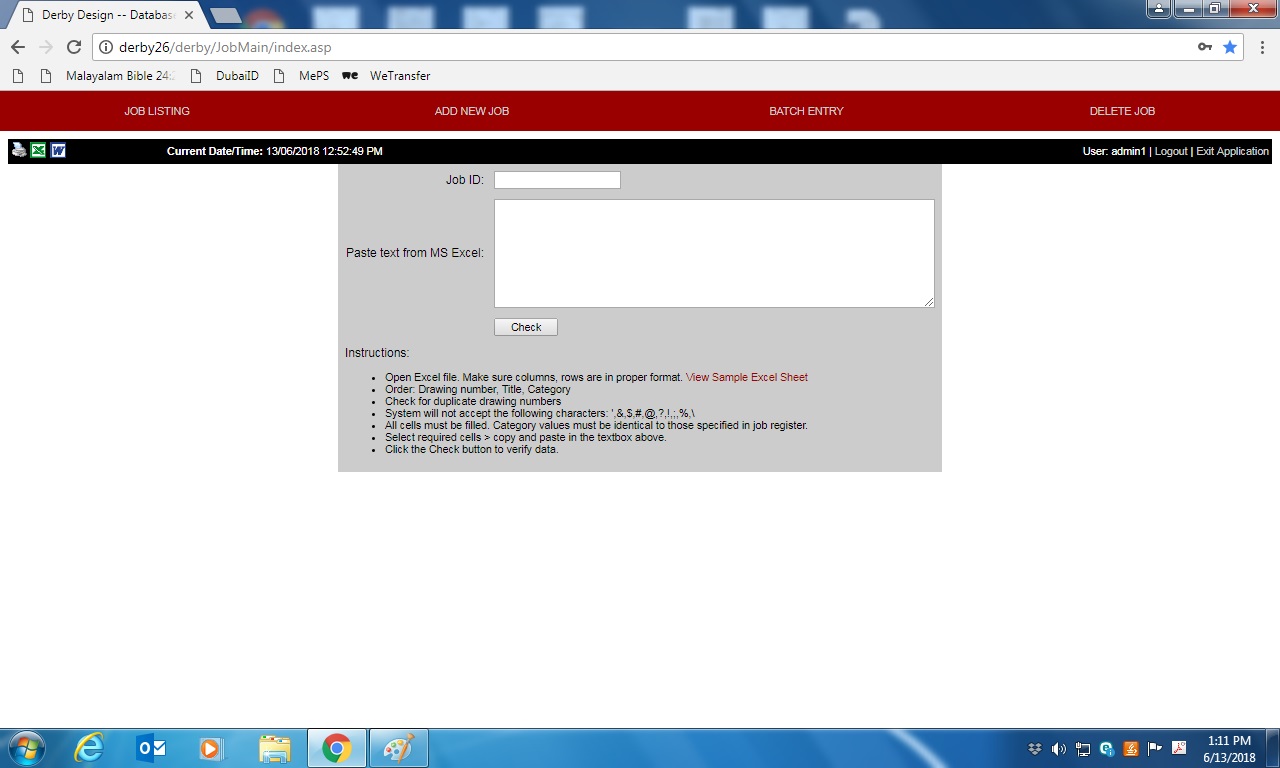 Derby Design -- Database
derby26/derby/JobMain/index.asp
Malayalam Bible 24: DubaiID MePS we WeTransfer
JOB LISTING ADD NEW JOB BATCH ENTRY DELETE JOB
Current Date/Time: 13/06/2018 12:52:49 PM User: admin1 | Logout | Exit Application
Job ID:
Paste text from MS Excel:
Check
Instructions:
Open Excel file. Make sure columns, rows are in proper format. View Sample Excel Sheet
Order: Drawing number, Title, Category
Check for duplicate drawing numbers
System will not accept the following characters: ',&,$,#,@,?,!,;,%,\
All cells must be filled. Category values must be identical to those specified in job register.
Select required cells > copy and paste in the textbox above.
Click the Check button to verify data.
1:11 PM
6/13/2018